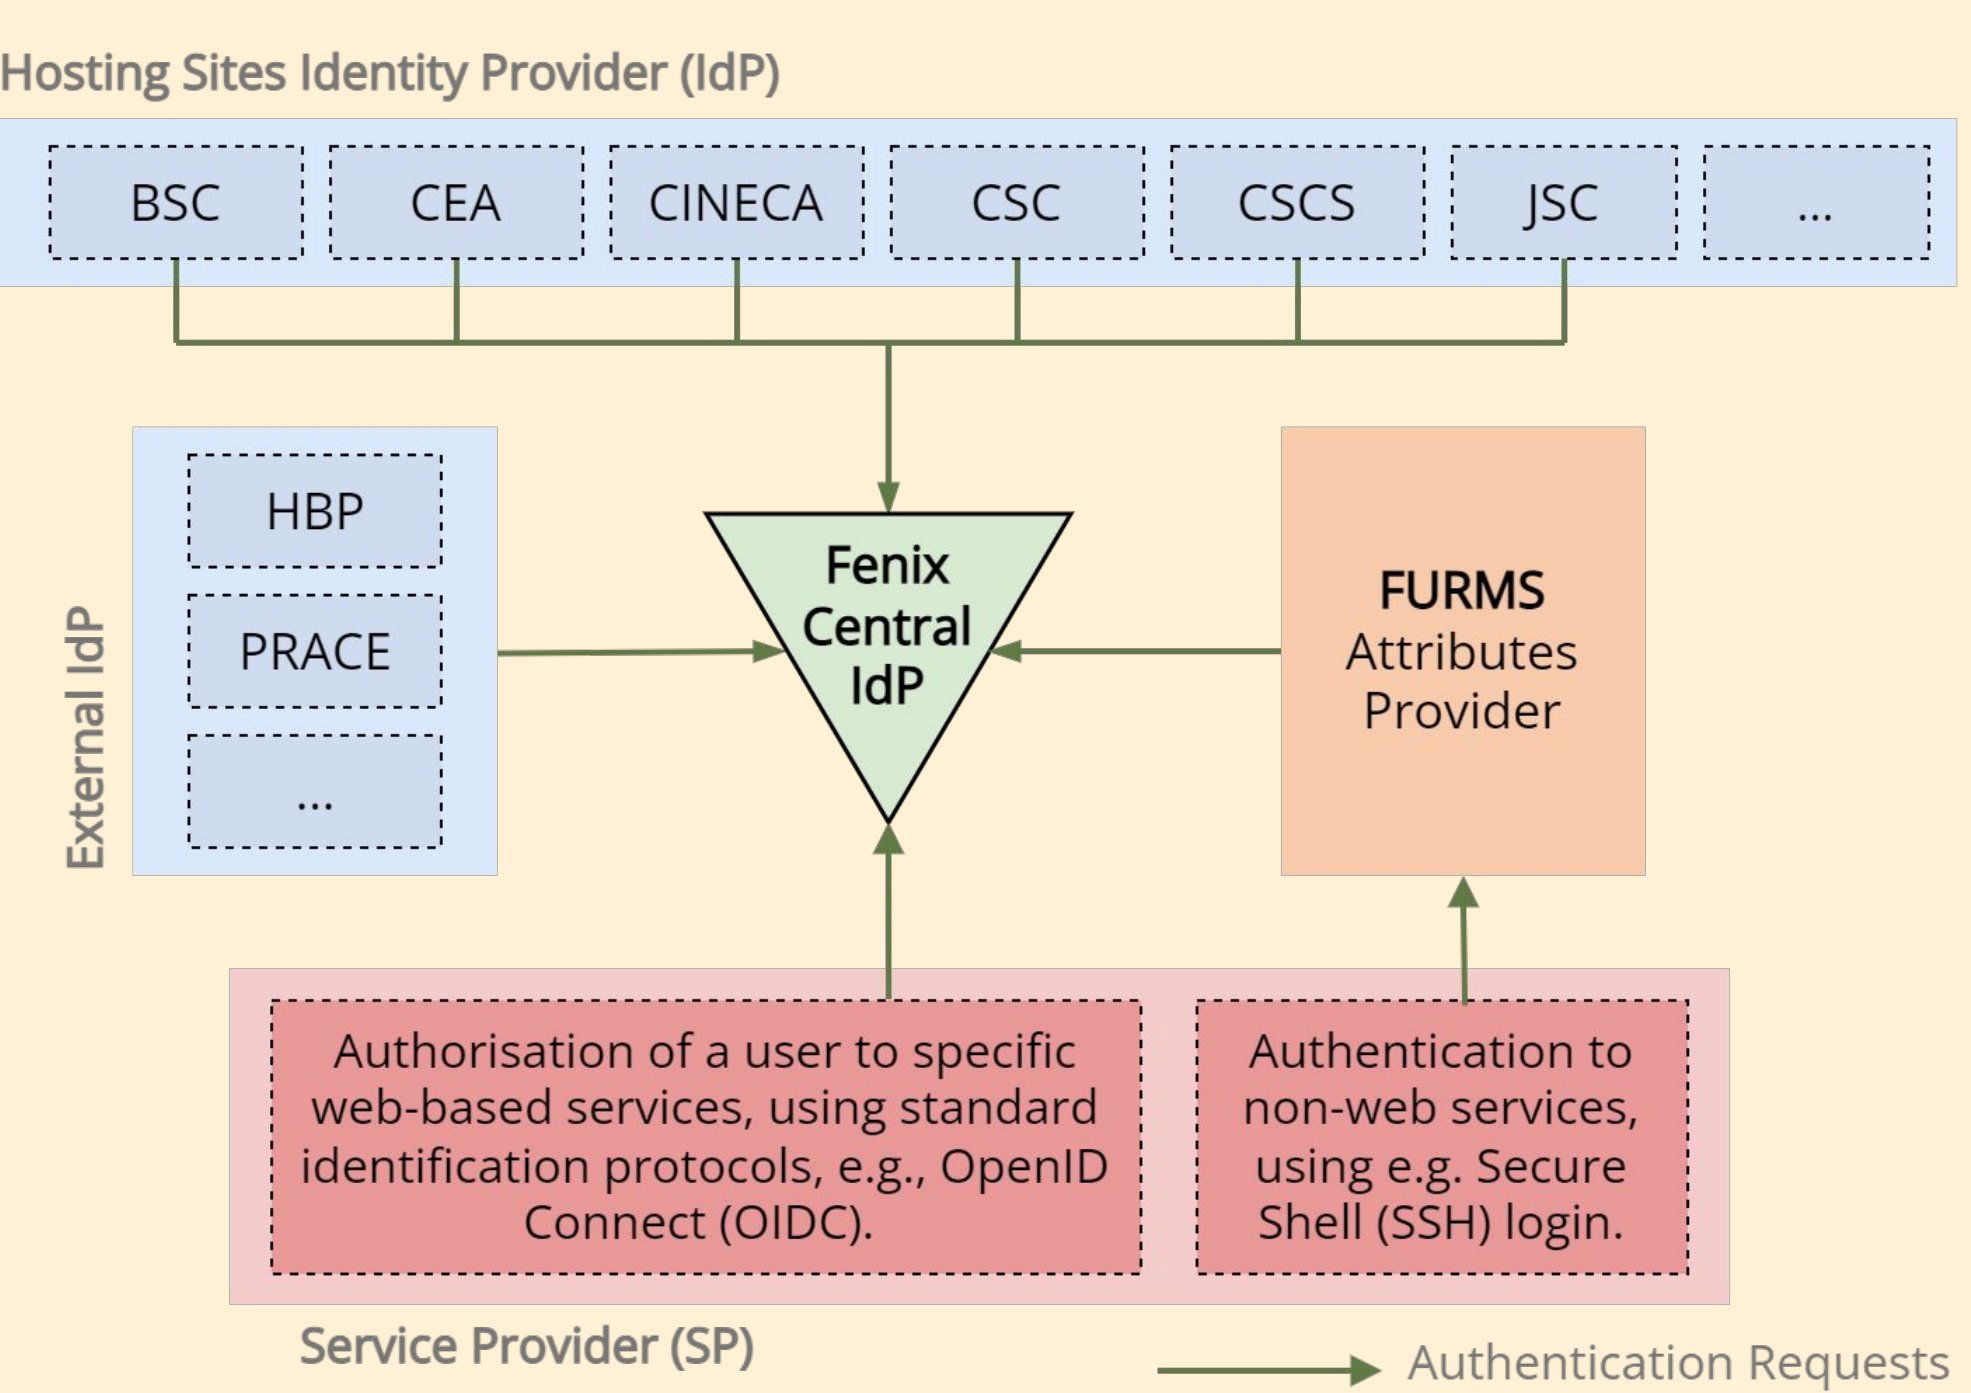 Hosting Sites Identity Provider (IdP)
BSC
CEA
CINECA
CSC
CSCS
JSC
...
External IdP
HBP
PRACE
...
Fenix
Central
IdP
FURMS
Attributes
Provider
Authorisation of a user to specific
web-based services, using standard
identification protocols, e.g., OpenID
Connect (OIDC).
Authentication to
non-web services,
using e.g. Secure
Shell (SSH) login.
Service Provider (SP)
Authentication Requests